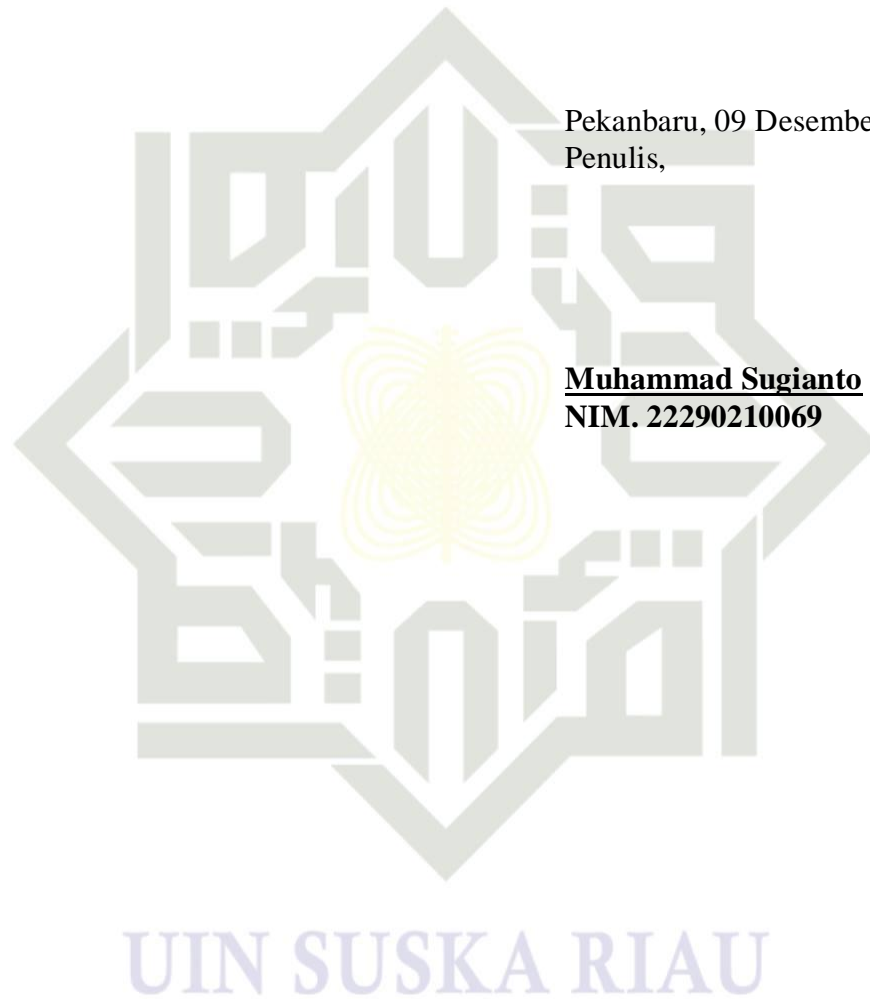 Pekanbaru, 09 Desembe
Penulis,
Muhammad Sugianto
NIM. 22290210069
UIN SUSKA RIAU